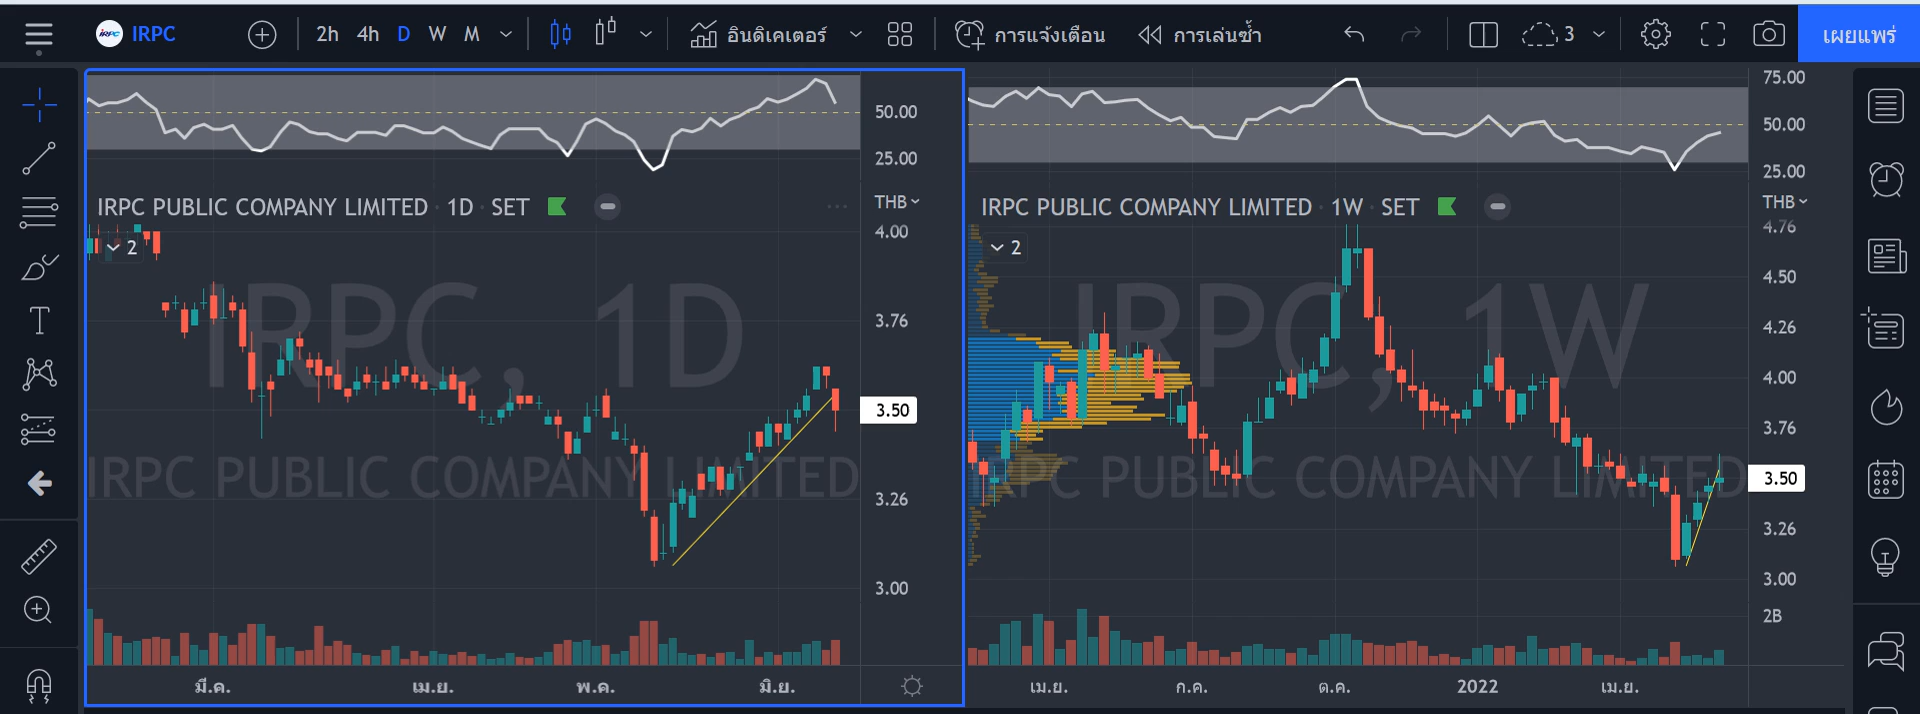 IRPC IRPC 2h 4h D W M อินดิเคเตอร์ การแจ้งเตือน การเล่นซ้ำ 3 เผยแพร่
50.00
25.00
IRPC PUBLIC COMPANY LIMITED · 1D · SET
THB
2
4.00
3.76
3.50
3.26
3.00
IRPC, 1D
IRPC PUBLIC COMPANY LIMITED
มี.ค. เม.ย. พ.ค. มิ.ย.
75.00
50.00
25.00
IRPC PUBLIC COMPANY LIMITED · 1W · SET
THB
2
4.76
4.50
4.26
4.00
3.76
3.50
3.26
3.00
2B
IRPC, 1W
IRPC PUBLIC COMPANY LIMITED
เม.ย. ก.ค. ต.ค. 2022 เม.ย.